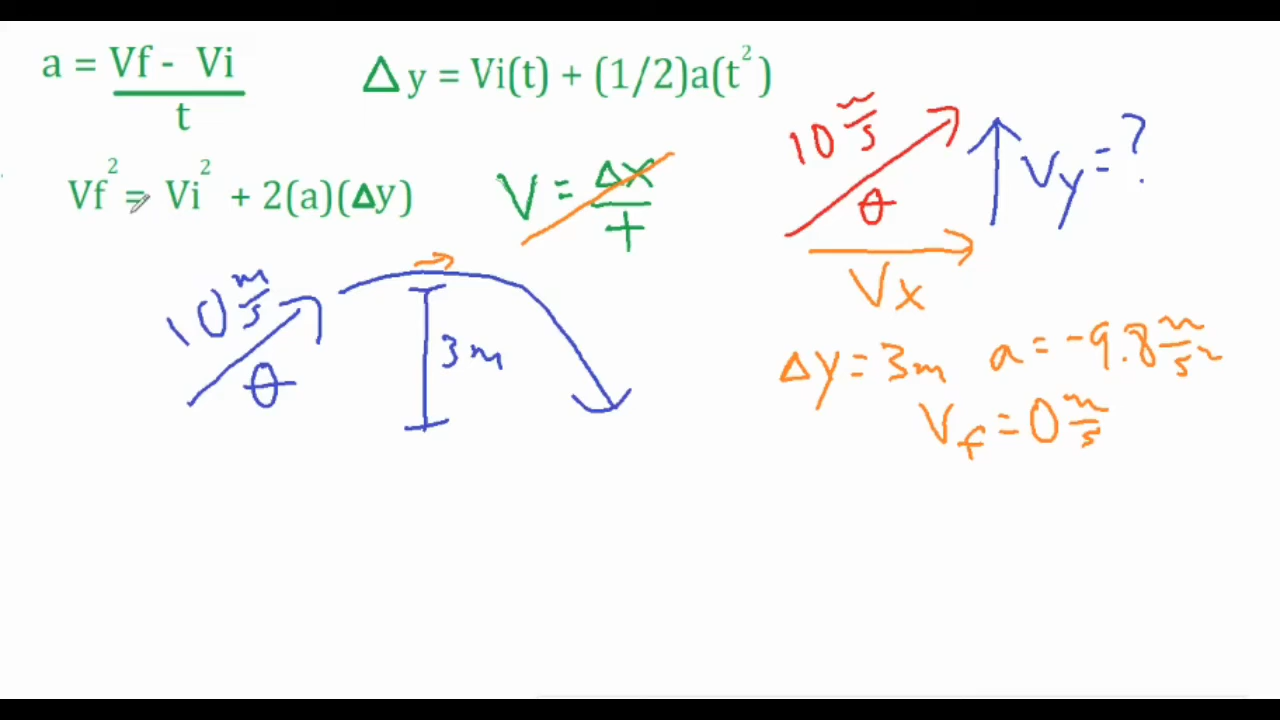 a = Vf - Vi
t
Δy = Vi(t) + (1/2)a(t²)
Vf² = Vi² + 2(a)(Δy)
V = Δx
t
10 m/s
θ
Vy = ?
Vx
10 m/s
θ
3m
Δy = 3m a = -9.8 m/s²
Vf = 0 m/s